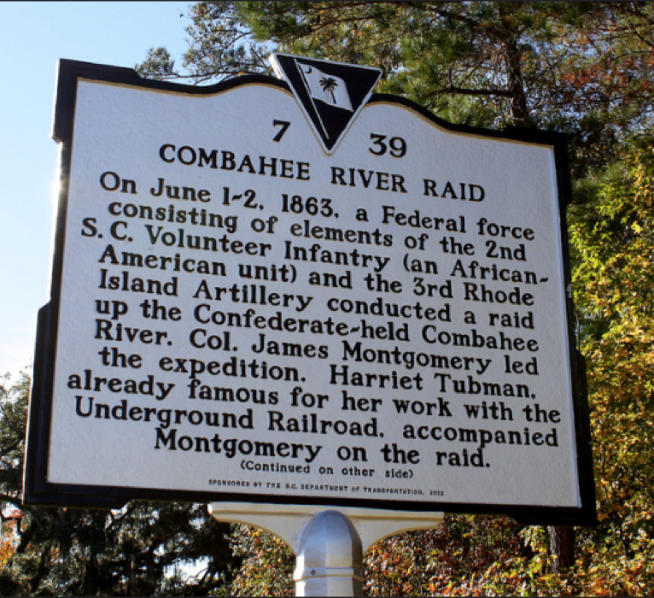 7 39
COMBAHEE RIVER RAID
On June 1-2, 1863, a Federal force
consisting of elements of the 2nd
S.C. Volunteer Infantry (an African-
American unit) and the 3rd Rhode
Island Artillery conducted a raid
up the Confederate-held Combahee
River. Col. James Montgomery led
the expedition. Harriet Tubman,
already famous for her work with the
Underground Railroad, accompanied
Montgomery on the raid.
(Continued on other side)
SPONSORED BY THE S.C. DEPARTMENT OF TRANSPORTATION, 2013